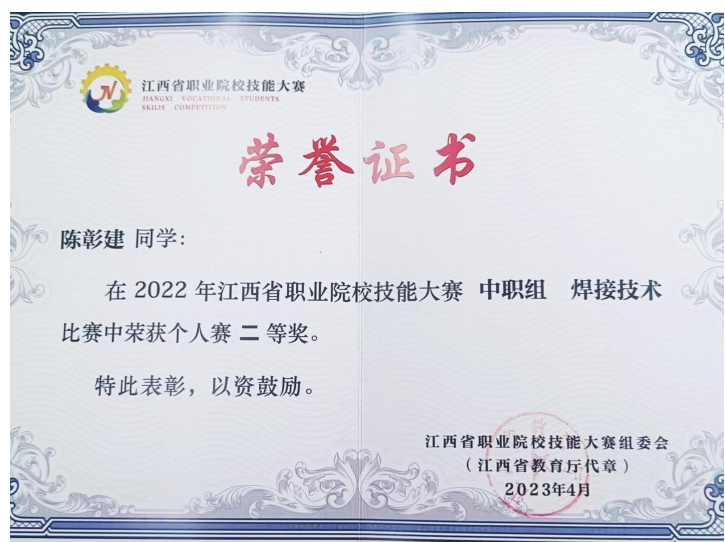 江西省职业院校技能大赛
JIANGXI VOCATIONAL STUDENTS
SKILLS COMPETITION
荣誉证书
陈彰建 同学:
在 2022 年江西省职业院校技能大赛 中职组 焊接技术
比赛中荣获个人赛 二 等奖。
特此表彰，以资鼓励。
江西省职业院校技能大赛组委会
（江西省教育厅代章）
2023年4月